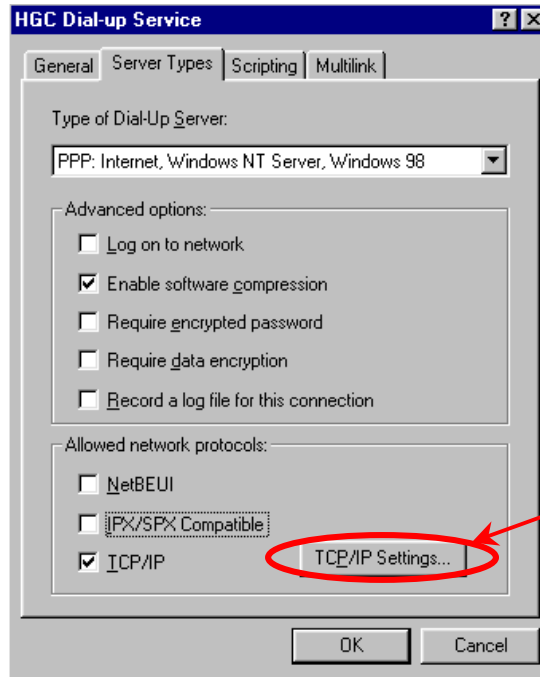 HGC Dial-up Service
General Server Types Scripting Multilink
Type of Dial-Up Server:
PPP: Internet, Windows NT Server, Windows 98
Advanced options:
Log on to network
Enable software compression
Require encrypted password
Require data encryption
Record a log file for this connection
Allowed network protocols:
NetBEUI
IPX/SPX Compatible
TCP/IP TCP/IP Settings...
OK Cancel